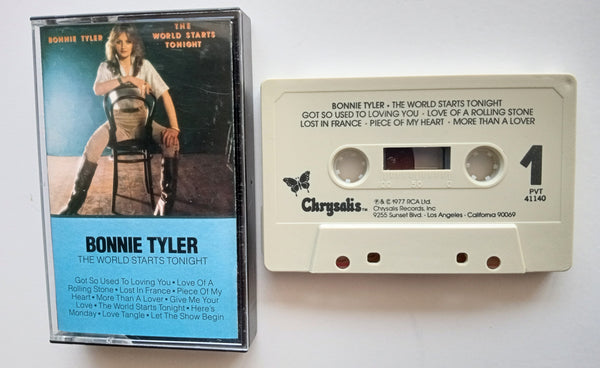 BONNIE TYLER
THE
WORLD STARTS
TONIGHT
BONNIE TYLER
THE WORLD STARTS TONIGHT
Got So Used To Loving You • Love Of A
Rolling Stone • Lost In France • Piece Of My
Heart • More Than A Lover • Give Me Your
Love • The World Starts Tonight • Here's
Monday • Love Tangle • Let The Show Begin
BONNIE TYLER • THE WORLD STARTS TONIGHT
GOT SO USED TO LOVING YOU · LOVE OF A ROLLING STONE
LOST IN FRANCE · PIECE OF MY HEART · MORE THAN A LOVER
1
PVT
41140
Chrysalis™
℗ & © 1977 RCA Ltd.
Chrysalis Records, Inc
9255 Sunset Blvd. · Los Angeles · California 90069